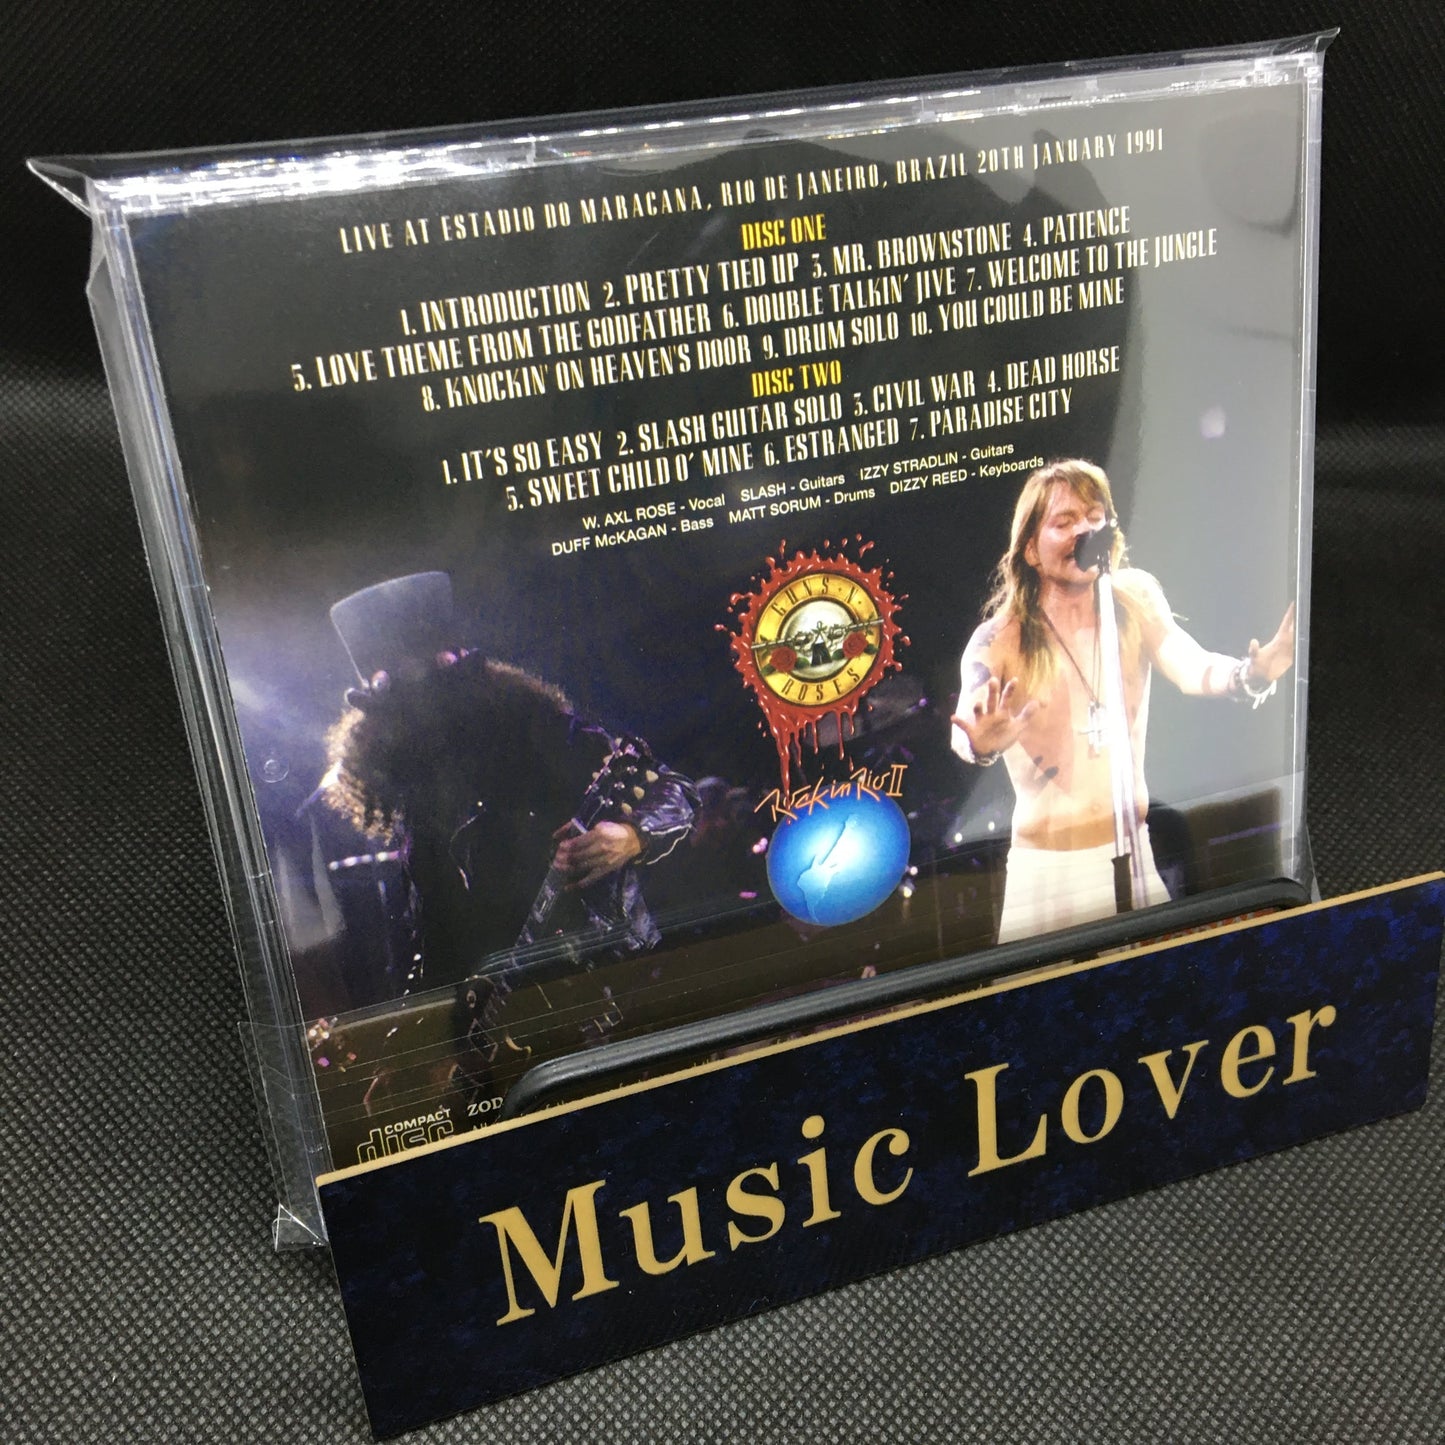 LIVE AT ESTADIO DO MARACANA, RIO DE JANEIRO, BRAZIL 20TH JANUARY 1991
DISC ONE
1. INTRODUCTION 2. PRETTY TIED UP 3. MR. BROWNSTONE 4. PATIENCE
5. LOVE THEME FROM THE GODFATHER 6. DOUBLE TALKIN' JIVE 7. WELCOME TO THE JUNGLE
8. KNOCKIN' ON HEAVEN'S DOOR 9. DRUM SOLO 10. YOU COULD BE MINE
DISC TWO
1. IT'S SO EASY 2. SLASH GUITAR SOLO 3. CIVIL WAR 4. DEAD HORSE
5. SWEET CHILD O' MINE 6. ESTRANGED 7. PARADISE CITY
W. AXL ROSE - Vocal SLASH - Guitars IZZY STRADLIN - Guitars
DUFF McKAGAN - Bass MATT SORUM - Drums DIZZY REED - Keyboards
GUNS N
ROSES
Rock in Rio II
COMPACT
disc
ZOD
Music Lover